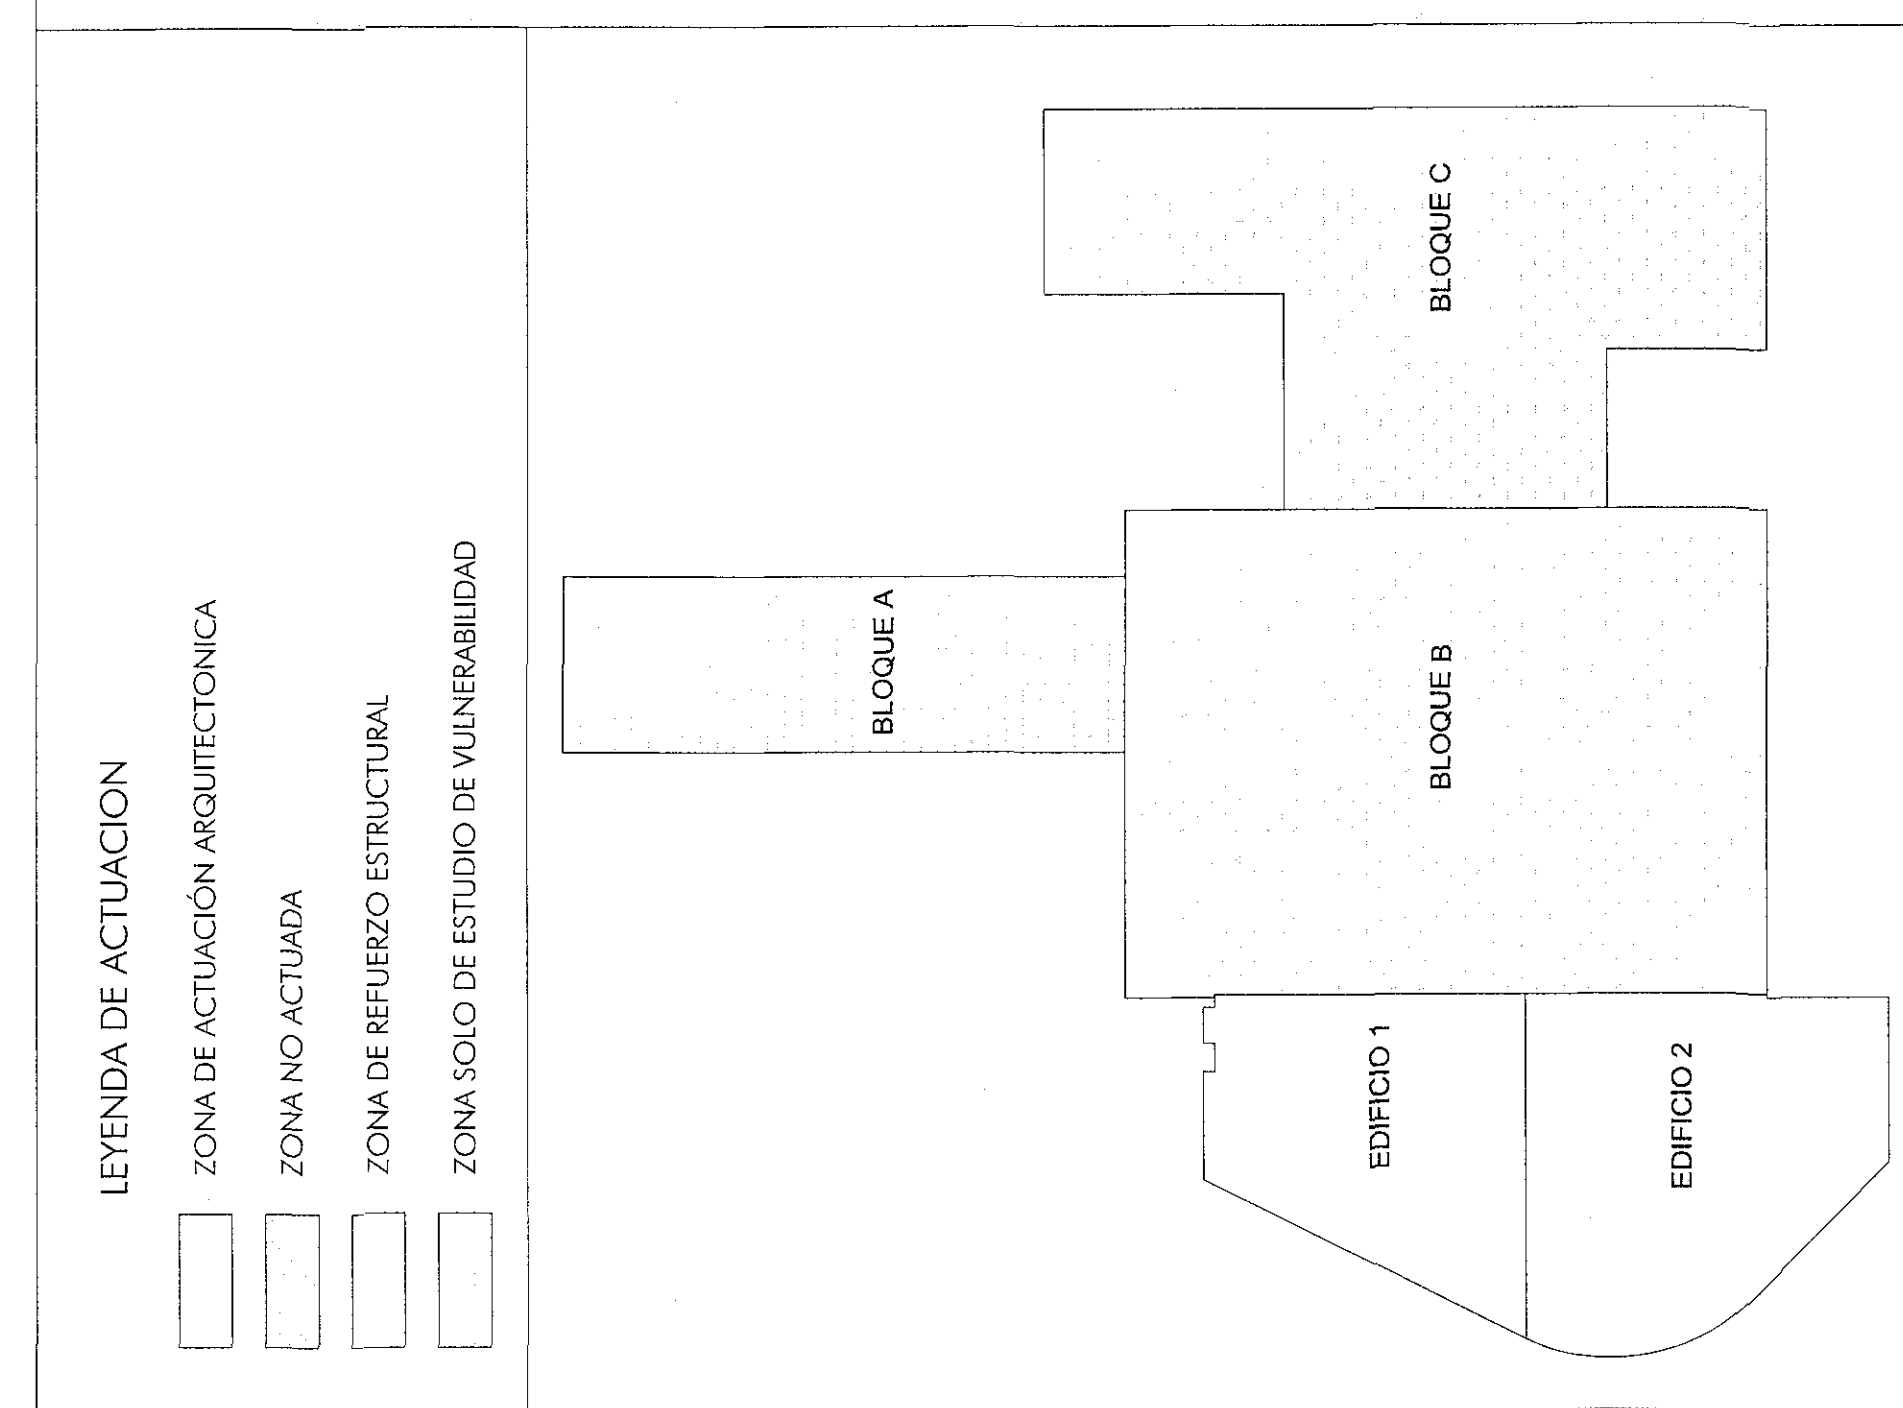 LEYENDA DE ACTUACION
ZONA DE ACTUACIÓN ARQUITECTONICA
ZONA NO ACTUADA
ZONA DE REFUERZO ESTRUCTURAL
ZONA SOLO DE ESTUDIO DE VULNERABILIDAD
BLOQUE A
BLOQUE C
BLOQUE B
EDIFICIO 1
EDIFICIO 2